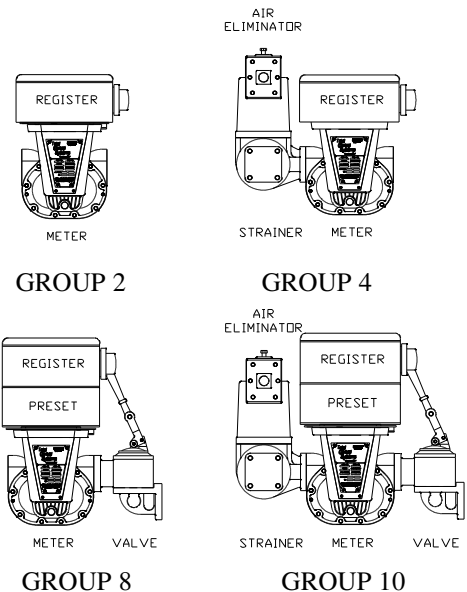 AIR
ELIMINATOR
REGISTER
REGISTER
METER
STRAINER METER
GROUP 2
GROUP 4
AIR
ELIMINATOR
REGISTER
PRESET
REGISTER
PRESET
METER VALVE
STRAINER METER VALVE
GROUP 8
GROUP 10